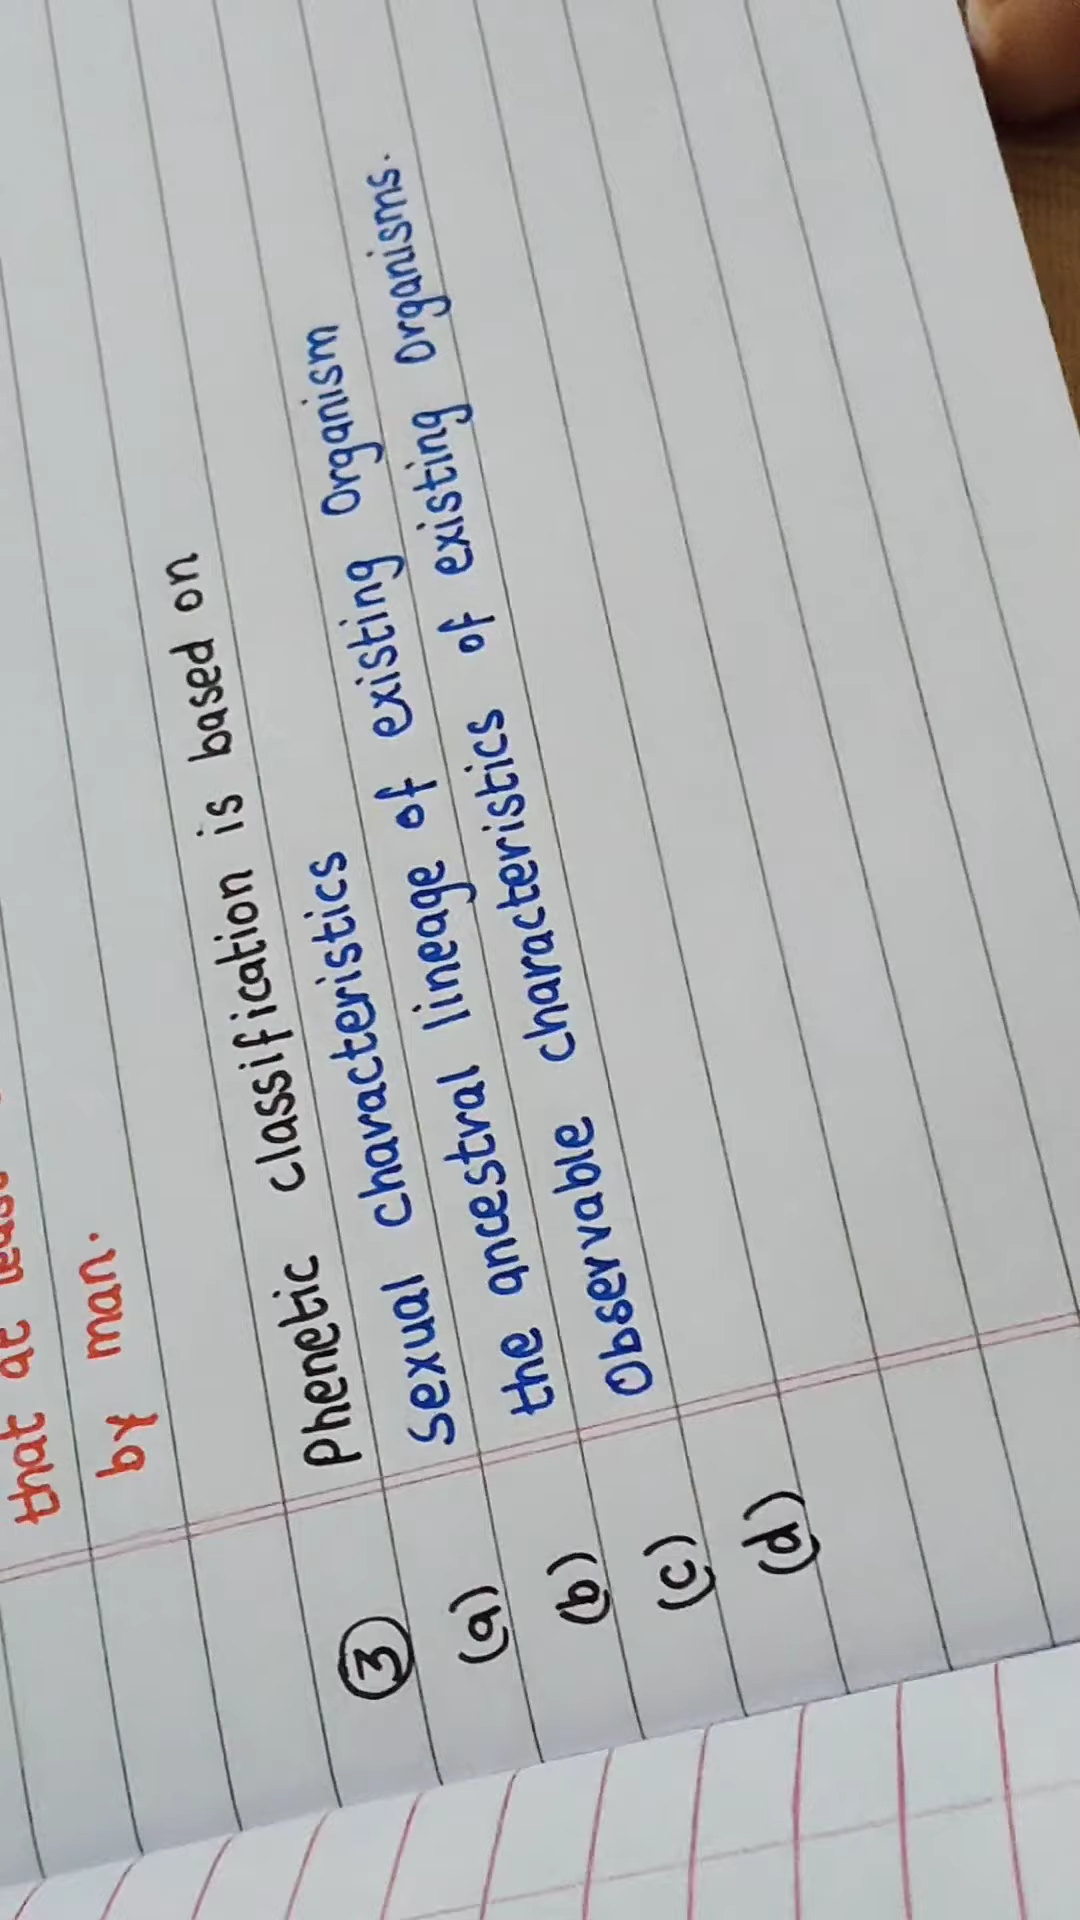 that at
by man.
③ Phenetic classification is based on
(a) Sexual characteristics
(b) the ancestral lineage of existing Organism
(c) Observable characteristics of existing Organisms.
(d)